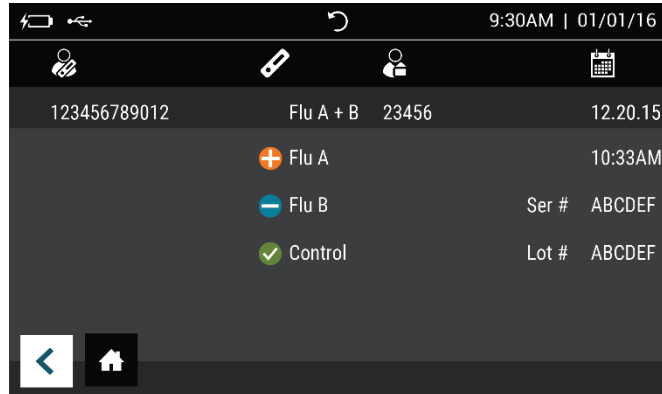 9:30AM | 01/01/16
123456789012 Flu A + B 23456 12.20.15
Flu A 10:33AM
Flu B Ser # ABCDEF
Control Lot # ABCDEF